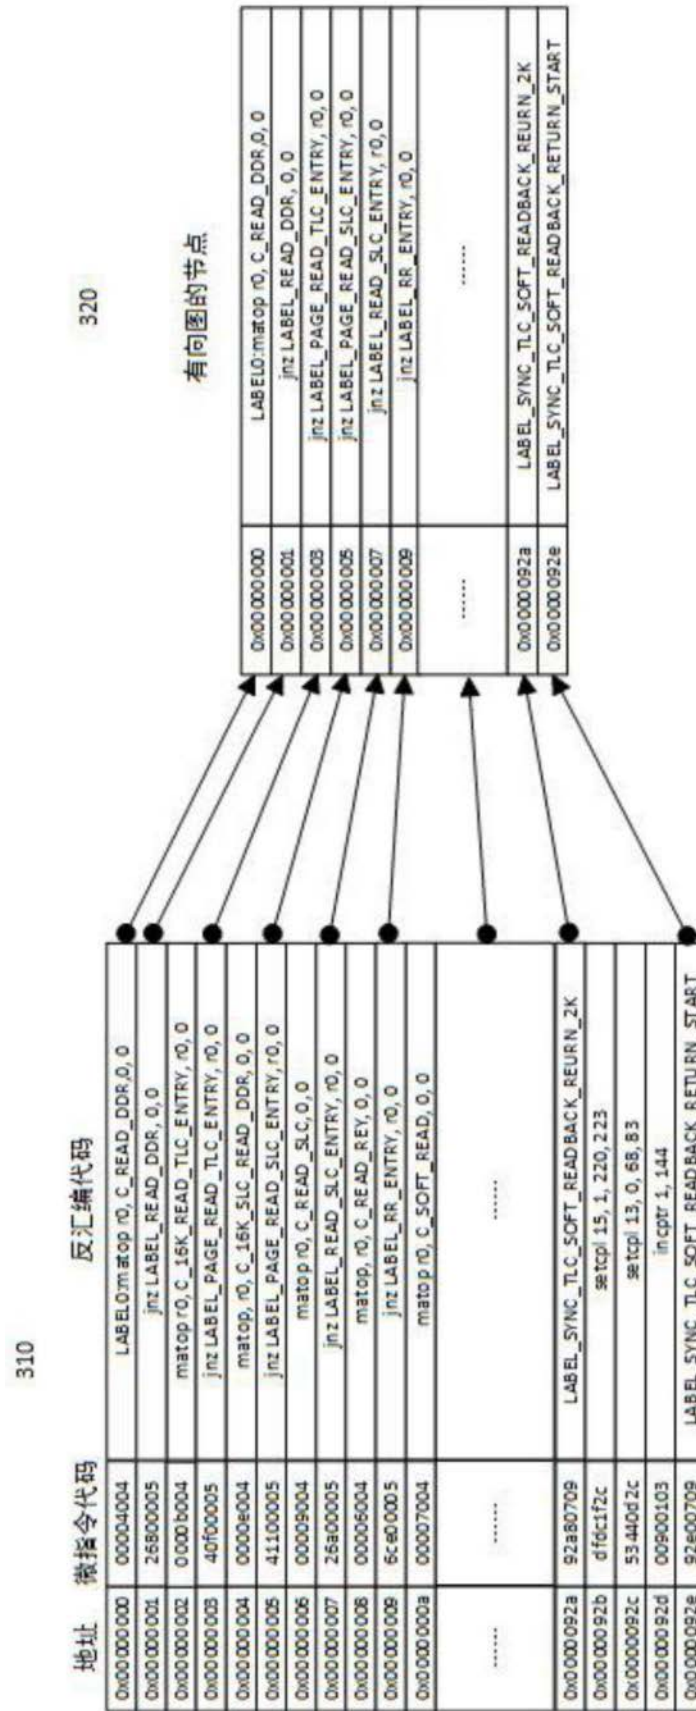 310
地址 微指令代码 反汇编代码
0x00000000 00004004 LABEL0:matop r0, C_READ_DDR,0, 0
0x00000001 26800005 jnz LABEL_READ_DDR, 0, 0
0x00000002 0000b004 matop r0, C_16K_READ_TLC_ENTRY, r0, 0
0x00000003 40f00005 jnz LABEL_PAGE_READ_TLC_ENTRY, r0, 0
0x00000004 0000e004 matop, r0, C_16K_SLC_READ_DDR, 0, 0
0x00000005 41100005 jnz LABEL_PAGE_READ_SLC_ENTRY, r0, 0
0x00000006 00009004 matop r0, C_READ_SLC, 0, 0
0x00000007 26a00005 jnz LABEL_READ_SLC_ENTRY, r0, 0
0x00000008 00006004 matop, r0, C_READ_REY, 0, 0
0x00000009 6ce00005 jnz LABEL_RR_ENTRY, r0, 0
0x0000000a 00007004 matop r0, C_SOFT_READ, 0, 0
...... ...... ......
0x0000092a 92a80709 LABEL_SYNC_TLC_SOFT_READBACK_REURN_2K
0x0000092b dfdc1f2c setcpl 15, 1, 220, 223
0x0000092c 53440d2c setcpl 13, 0, 68, 83
0x0000092d 00900103 incptr 1, 144
0x0000092e 92e00709 LABEL_SYNC_TLC_SOFT_READBACK_RETURN_START
320
有向图的节点
0x00000000 LABEL0:matop r0, C_READ_DDR,0, 0
0x00000001 jnz LABEL_READ_DDR, 0, 0
0x00000003 jnz LABEL_PAGE_READ_TLC_ENTRY, r0, 0
0x00000005 jnz LABEL_PAGE_READ_SLC_ENTRY, r0, 0
0x00000007 jnz LABEL_READ_SLC_ENTRY, r0,0
0x00000009 jnz LABEL_RR_ENTRY, r0, 0
...... ......
0x0000092a LABEL_SYNC_TLC_SOFT_READBACK_REURN_2K
0x0000092e LABEL_SYNC_TLC_SOFT_READBACK_RETURN_START